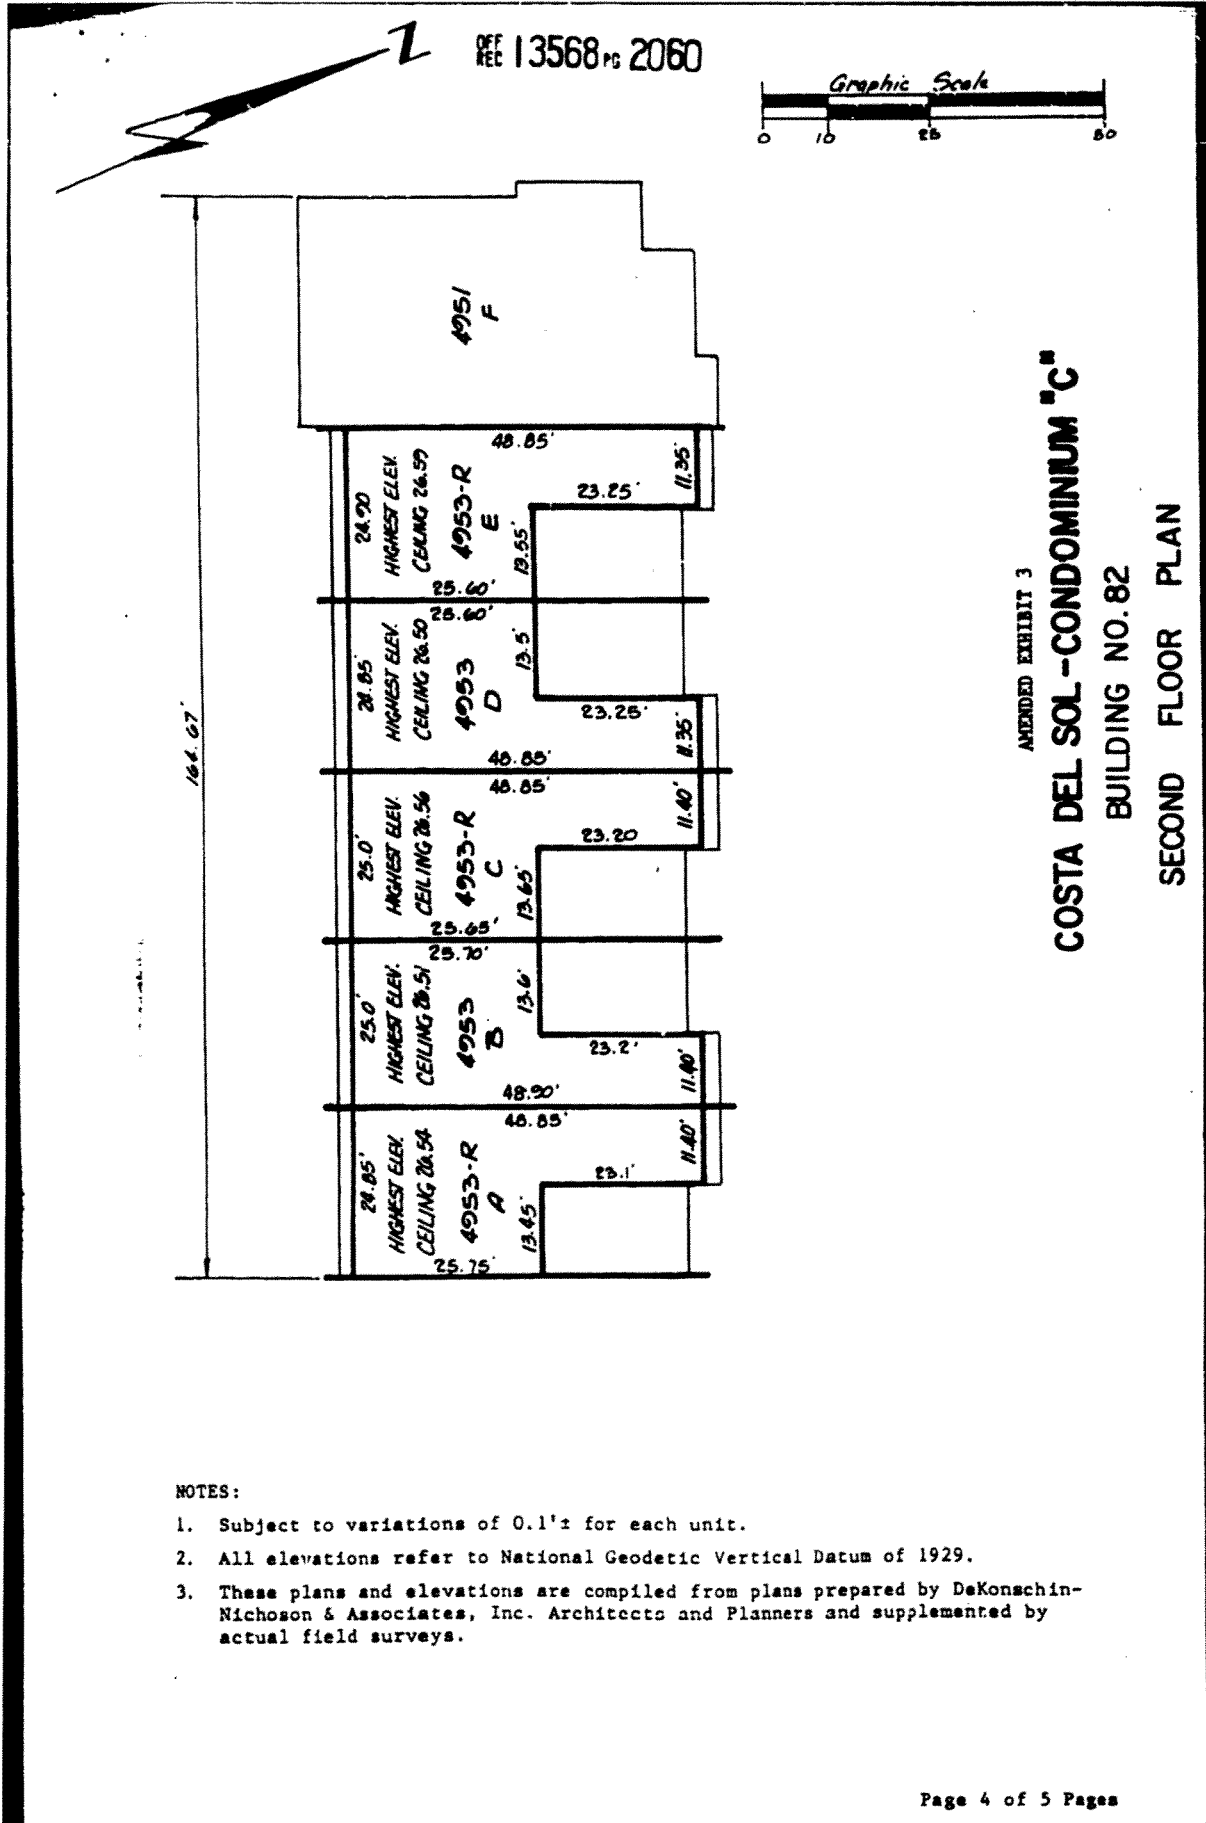 OFF REC 13568 PG 2060
Graphic Scale
0 10 25 50
164.67'
4951
F
48.85'
11.35'
23.25'
24.90
HIGHEST ELEV.
CEILING 26.59
4953-R
E
13.55'
25.60'
25.60'
24.85'
HIGHEST ELEV.
CEILING 26.50
4953
D
13.5'
23.25'
11.35'
48.85'
48.85'
11.40'
23.20
25.0'
HIGHEST ELEV.
CEILING 26.56
4953-R
C
13.65'
25.65'
25.70'
25.0'
HIGHEST ELEV.
CEILING 26.51
4953
B
13.6'
23.2'
11.40'
48.90'
48.85'
11.40'
23.1'
24.85'
HIGHEST ELEV.
CEILING 26.54
4953-R
A
13.45'
25.75'
AMENDED EXHIBIT 3
COSTA DEL SOL-CONDOMINIUM "C"
BUILDING NO. 82
SECOND FLOOR PLAN
NOTES:
1. Subject to variations of 0.1'± for each unit.
2. All elevations refer to National Geodetic Vertical Datum of 1929.
3. These plans and elevations are compiled from plans prepared by DeKonschin-
Nichoson & Associates, Inc. Architects and Planners and supplemented by
actual field surveys.
Page 4 of 5 Pages